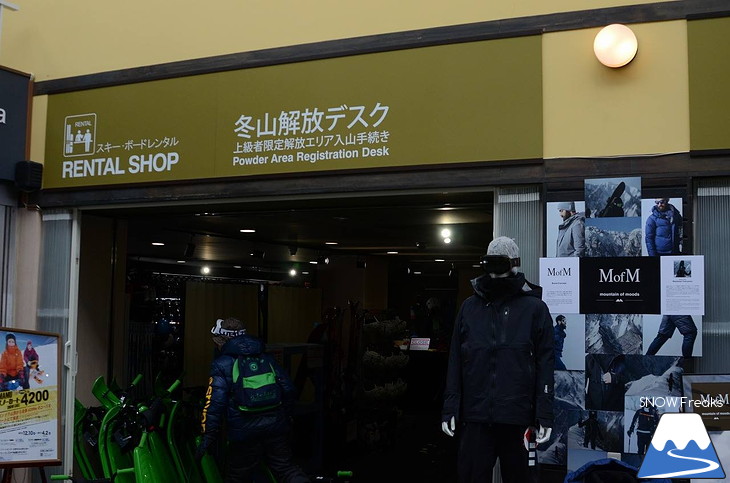 RENTAL
スキー・ボードレンタル
RENTAL SHOP
冬山解放デスク
上級者限定解放エリア入山手続き
Powder Area Registration Desk
a
MofM
MofM
mountain of moods
MofM
4200
SNOWFreaks